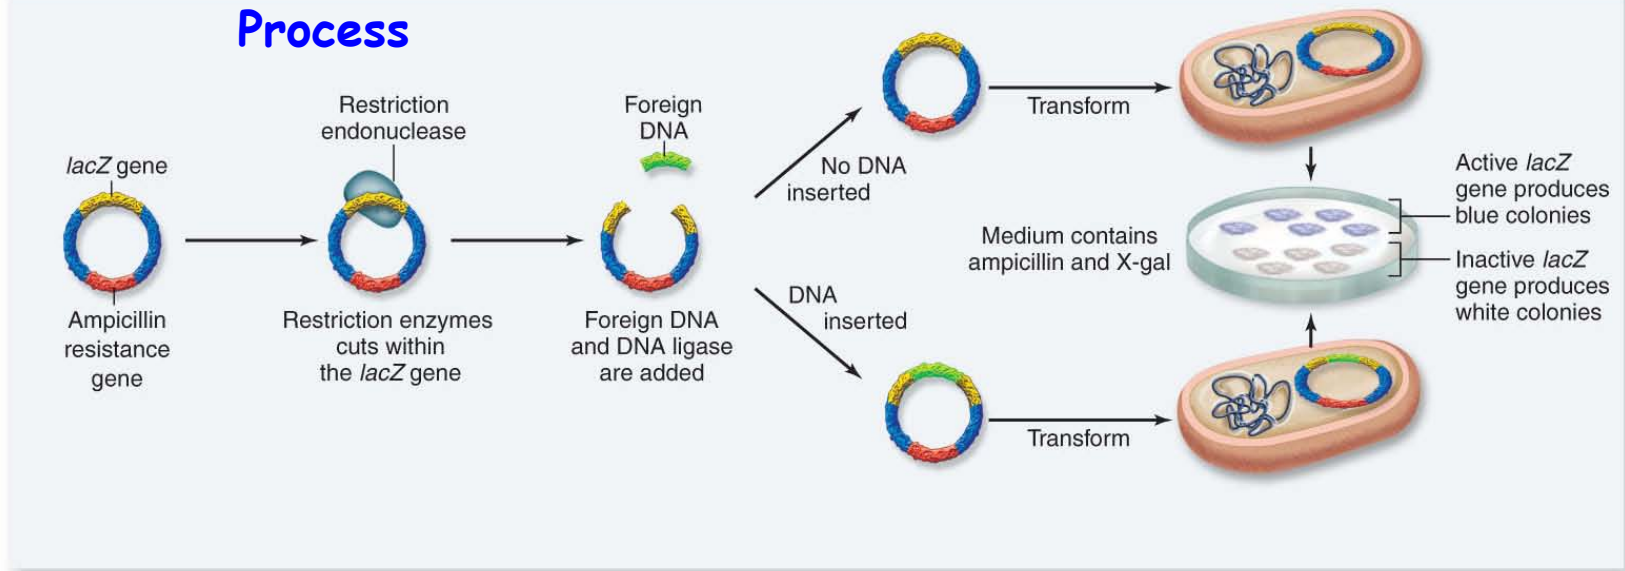 Process
lacZ gene
Ampicillin
resistance
gene
Restriction
endonuclease
Restriction enzymes
cuts within
the lacZ gene
Foreign
DNA
Foreign DNA
and DNA ligase
are added
No DNA
inserted
DNA
inserted
Transform
Transform
Medium contains
ampicillin and X-gal
Active lacZ
gene produces
blue colonies
Inactive lacZ
gene produces
white colonies